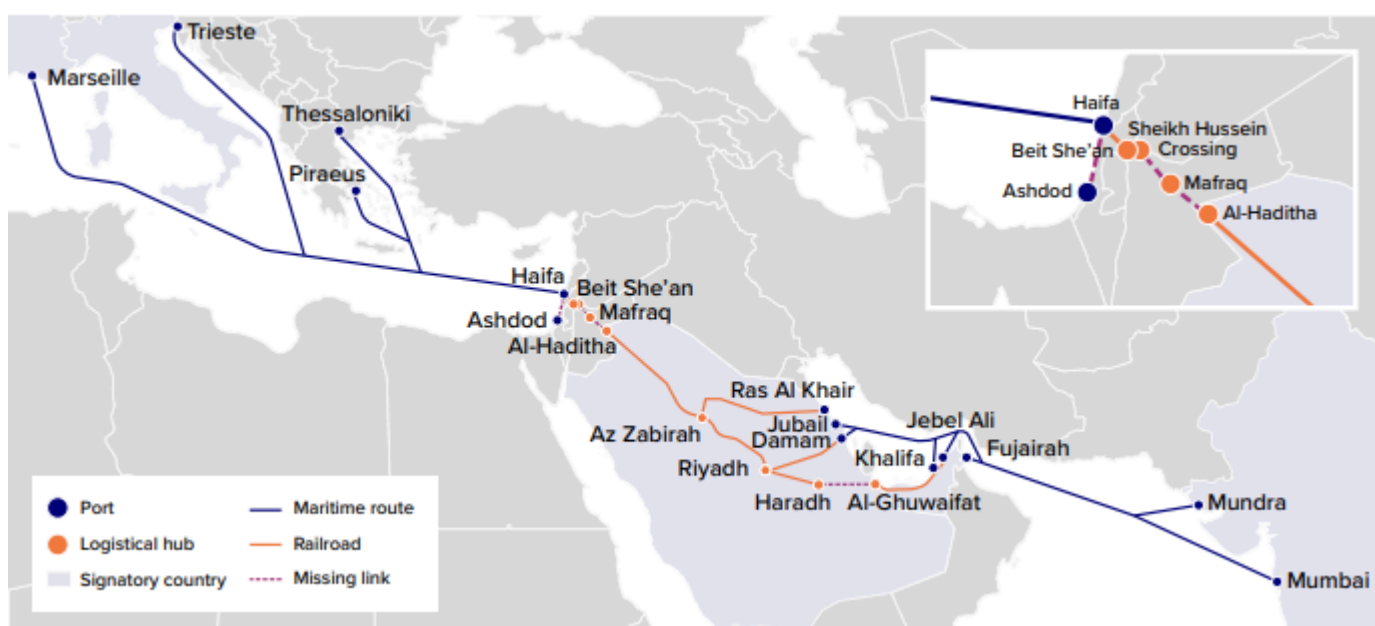 Trieste
Marseille
Thessaloniki
Piraeus
Haifa
Beit She'an
Ashdod
Mafraq
Al-Haditha
Ras Al Khair
Jubail
Damam
Jebel Ali
Az Zabirah
Khalifa
Fujairah
Riyadh
Haradh
Al-Ghuwaifat
Mundra
Mumbai
Haifa
Sheikh Hussein
Crossing
Beit She'an
Ashdod
Mafraq
Al-Haditha
Port
Maritime route
Logistical hub
Railroad
Signatory country
Missing link